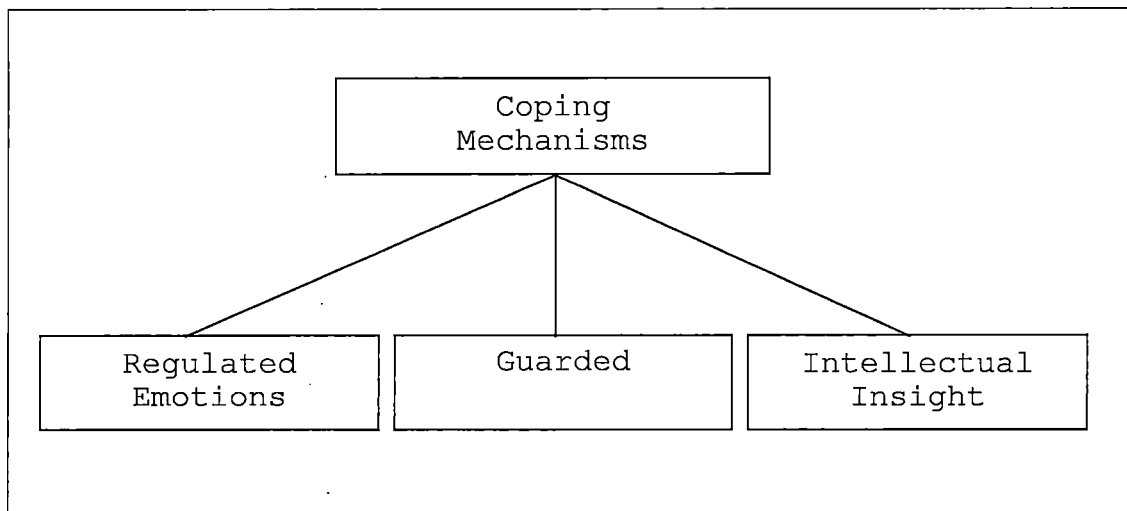 Coping
Mechanisms
Regulated
Emotions
Guarded
Intellectual
Insight